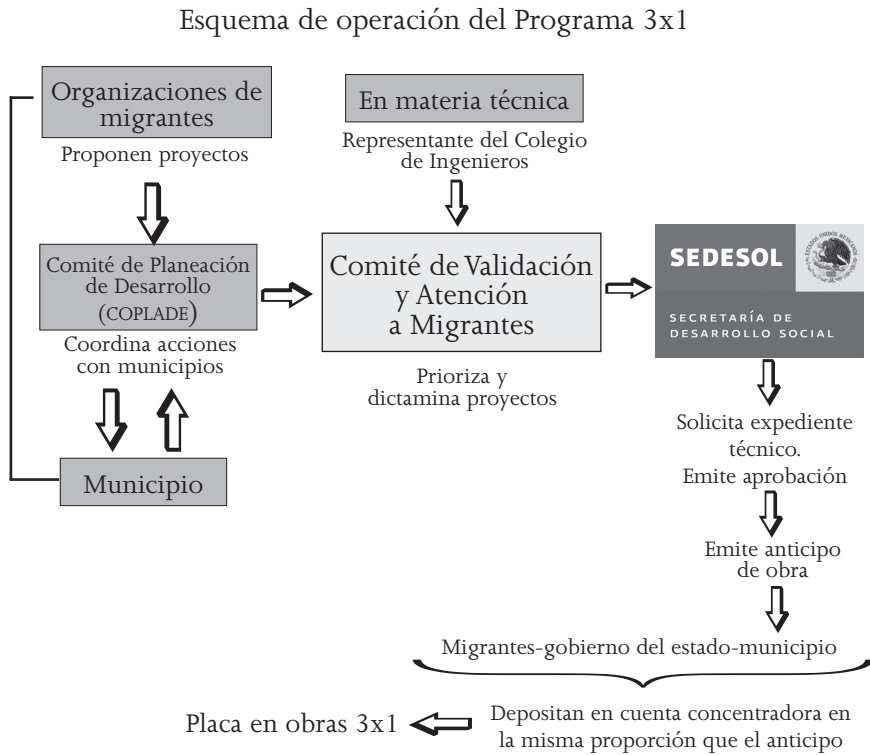 Esquema de operación del Programa 3x1
Organizaciones de
migrantes
Proponen proyectos
En materia técnica
Representante del Colegio
de Ingenieros
Comité de Planeación
de Desarrollo
(COPLADE)
Coordina acciones
con municipios
Comité de Validación
y Atención
a Migrantes
Prioriza y
dictamina proyectos
SEDESOL
ESTADOS UNIDOS MEXICANOS
SECRETARÍA DE
DESARROLLO SOCIAL
Municipio
Solicita expediente
técnico.
Emite aprobación
Emite anticipo
de obra
Migrantes-gobierno del estado-municipio
Depositan en cuenta concentradora en
la misma proporción que el anticipo
Placa en obras 3x1